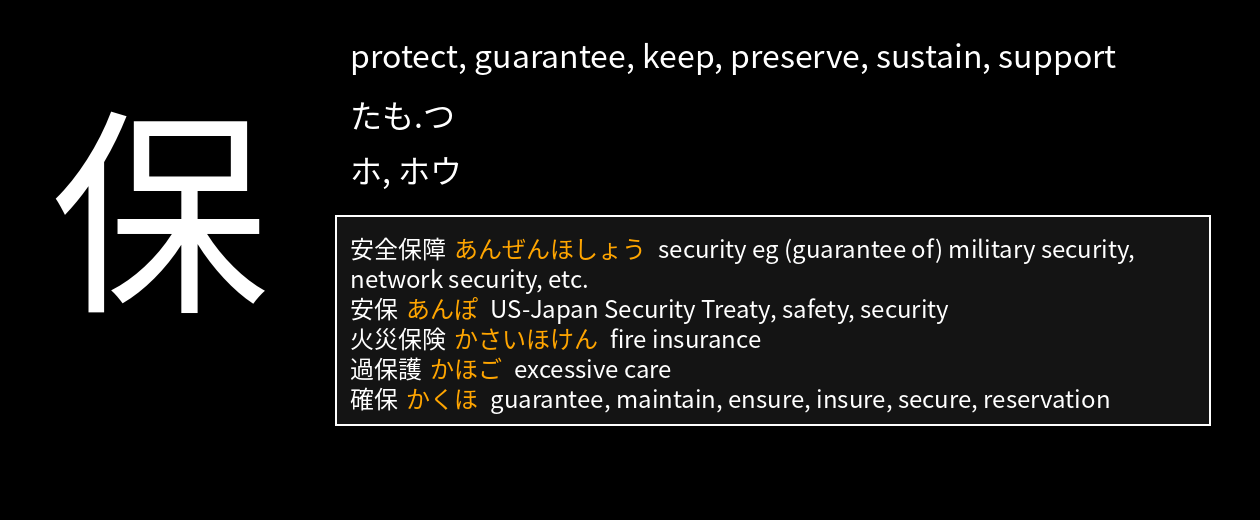 保
protect, guarantee, keep, preserve, sustain, support
たも.つ
ホ, ホウ
安全保障 あんぜんほしょう security eg (guarantee of) military security,
network security, etc.
安保 あんぽ US-Japan Security Treaty, safety, security
火災保険 かさいほけん fire insurance
過保護 かほご excessive care
確保 かくほ guarantee, maintain, ensure, insure, secure, reservation